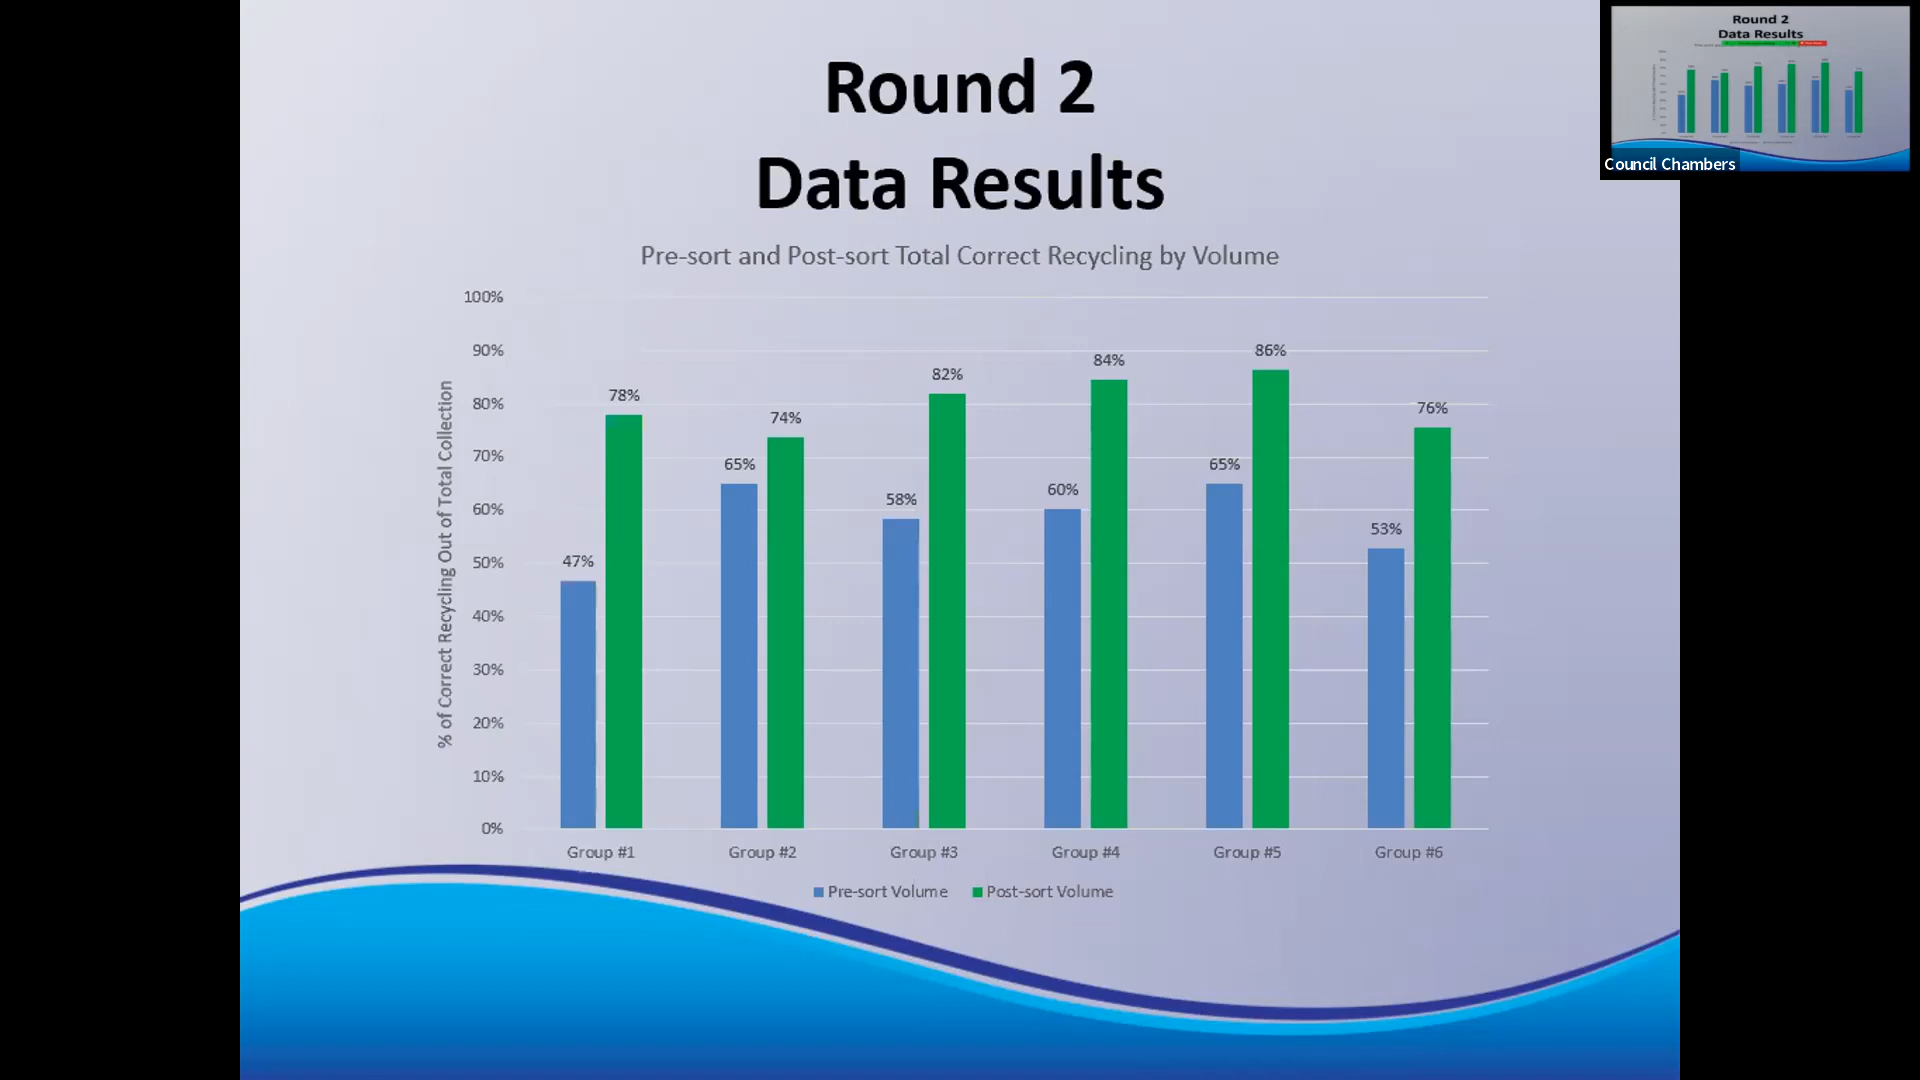 Round 2
Data Results
Pre-sort and Post-sort Total Correct Recycling by Volume
% of Correct Recycling Out of Total Collection
100%
90%
80%
70%
60%
50%
40%
30%
20%
10%
0%
47%
78%
65%
74%
58%
82%
60%
84%
65%
86%
53%
76%
Group #1
Group #2
Group #3
Group #4
Group #5
Group #6
Pre-sort Volume
Post-sort Volume
Round 2
Data Results
Council Chambers